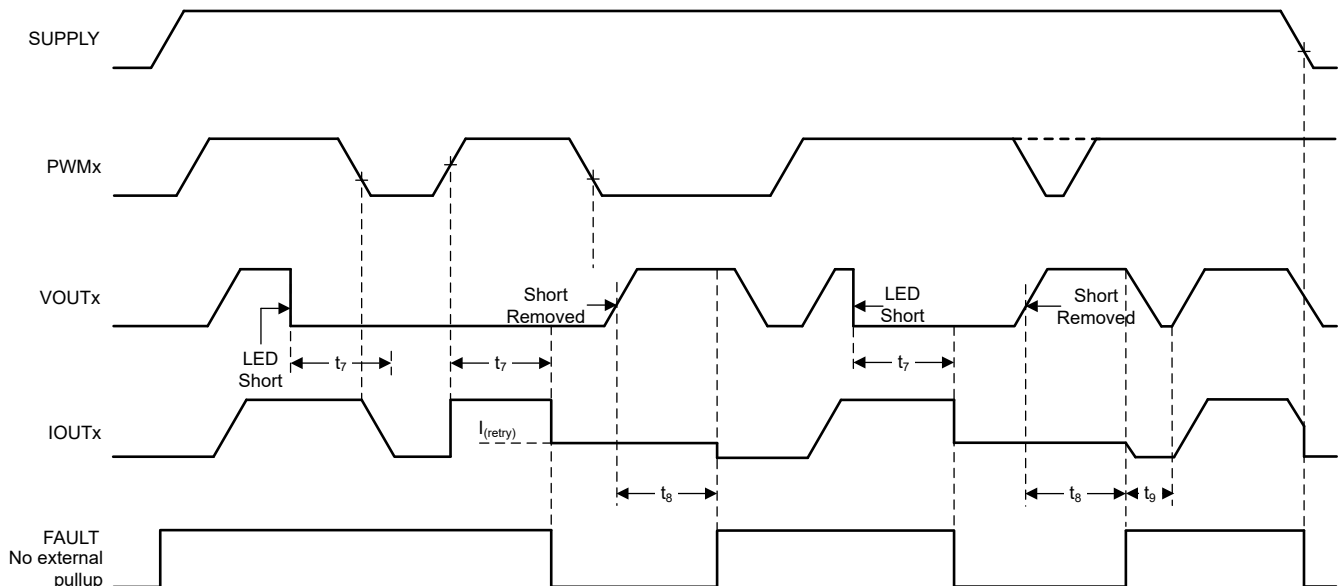 SUPPLY
PWMx
VOUTx
LED
Short
t7
t7
Short
Removed
LED
Short
t7
Short
Removed
IOUTx
I(retry)
t8
t8
t9
FAULT
No external
pullup